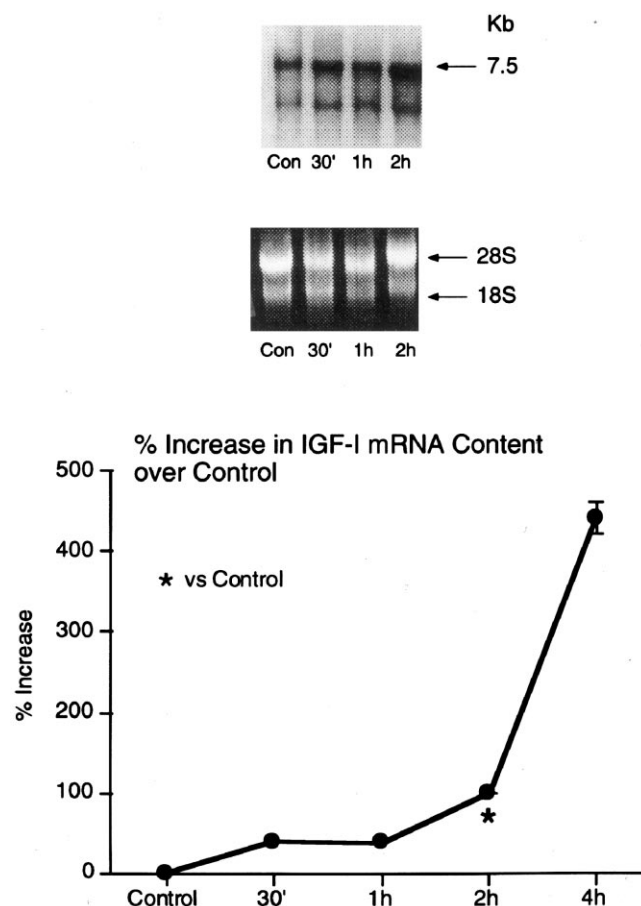 Kb
← 7.5
Con 30' 1h 2h
← 28S
← 18S
Con 30' 1h 2h
% Increase in IGF-I mRNA Content
over Control
500
400
300
200
100
0
% Increase
* vs Control
*
Control 30' 1h 2h 4h